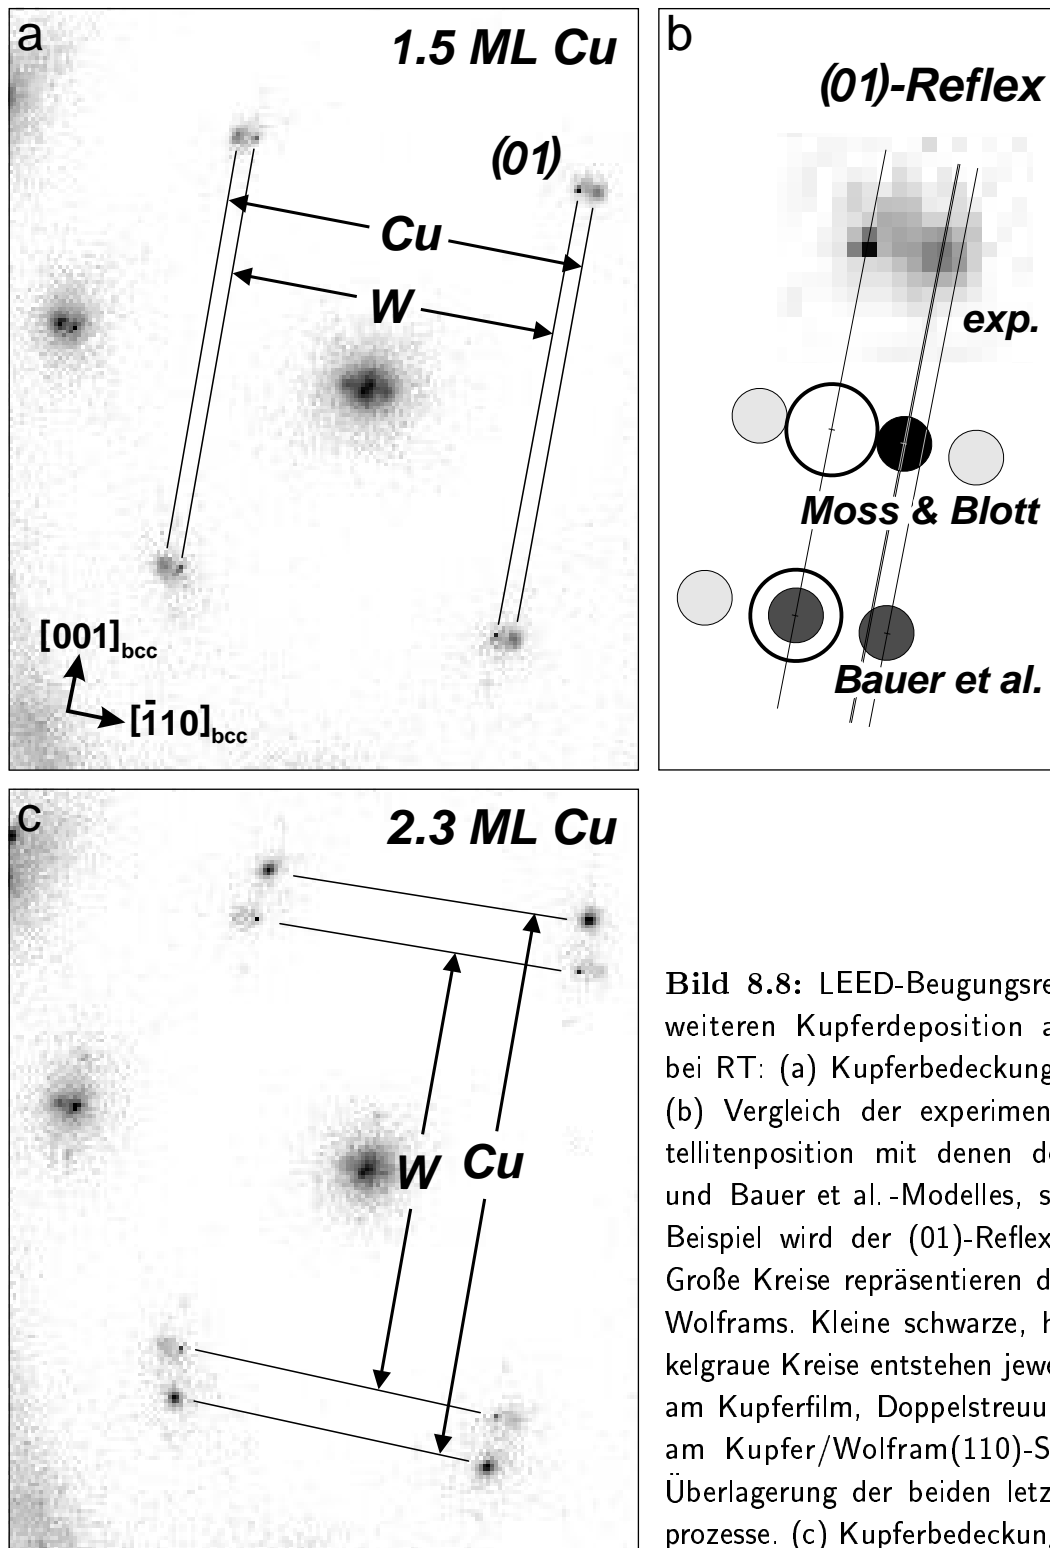 a
1.5 ML Cu
(01)
Cu
W
[001]bcc
[1̄10]bcc
b
(01)-Reflex
exp.
Moss & Blott
Bauer et al.
c
2.3 ML Cu
W Cu
Bild 8.8: LEED-Beugungsre
weiteren Kupferdeposition a
bei RT: (a) Kupferbedeckung
(b) Vergleich der experimen
tellitenposition mit denen d
und Bauer et al.-Modelles, s
Beispiel wird der (01)-Reflex
Große Kreise repräsentieren d
Wolframs. Kleine schwarze, h
kelgraue Kreise entstehen jewe
am Kupferfilm, Doppelstreuu
am Kupfer/Wolfram(110)-S
Überlagerung der beiden letz
prozesse. (c) Kupferbedeckun